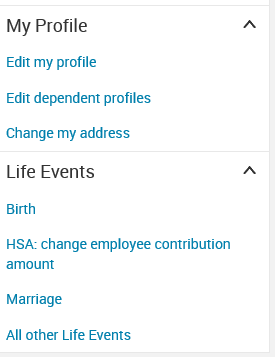 My Profile
Edit my profile
Edit dependent profiles
Change my address
Life Events
Birth
HSA: change employee contribution
amount
Marriage
All other Life Events